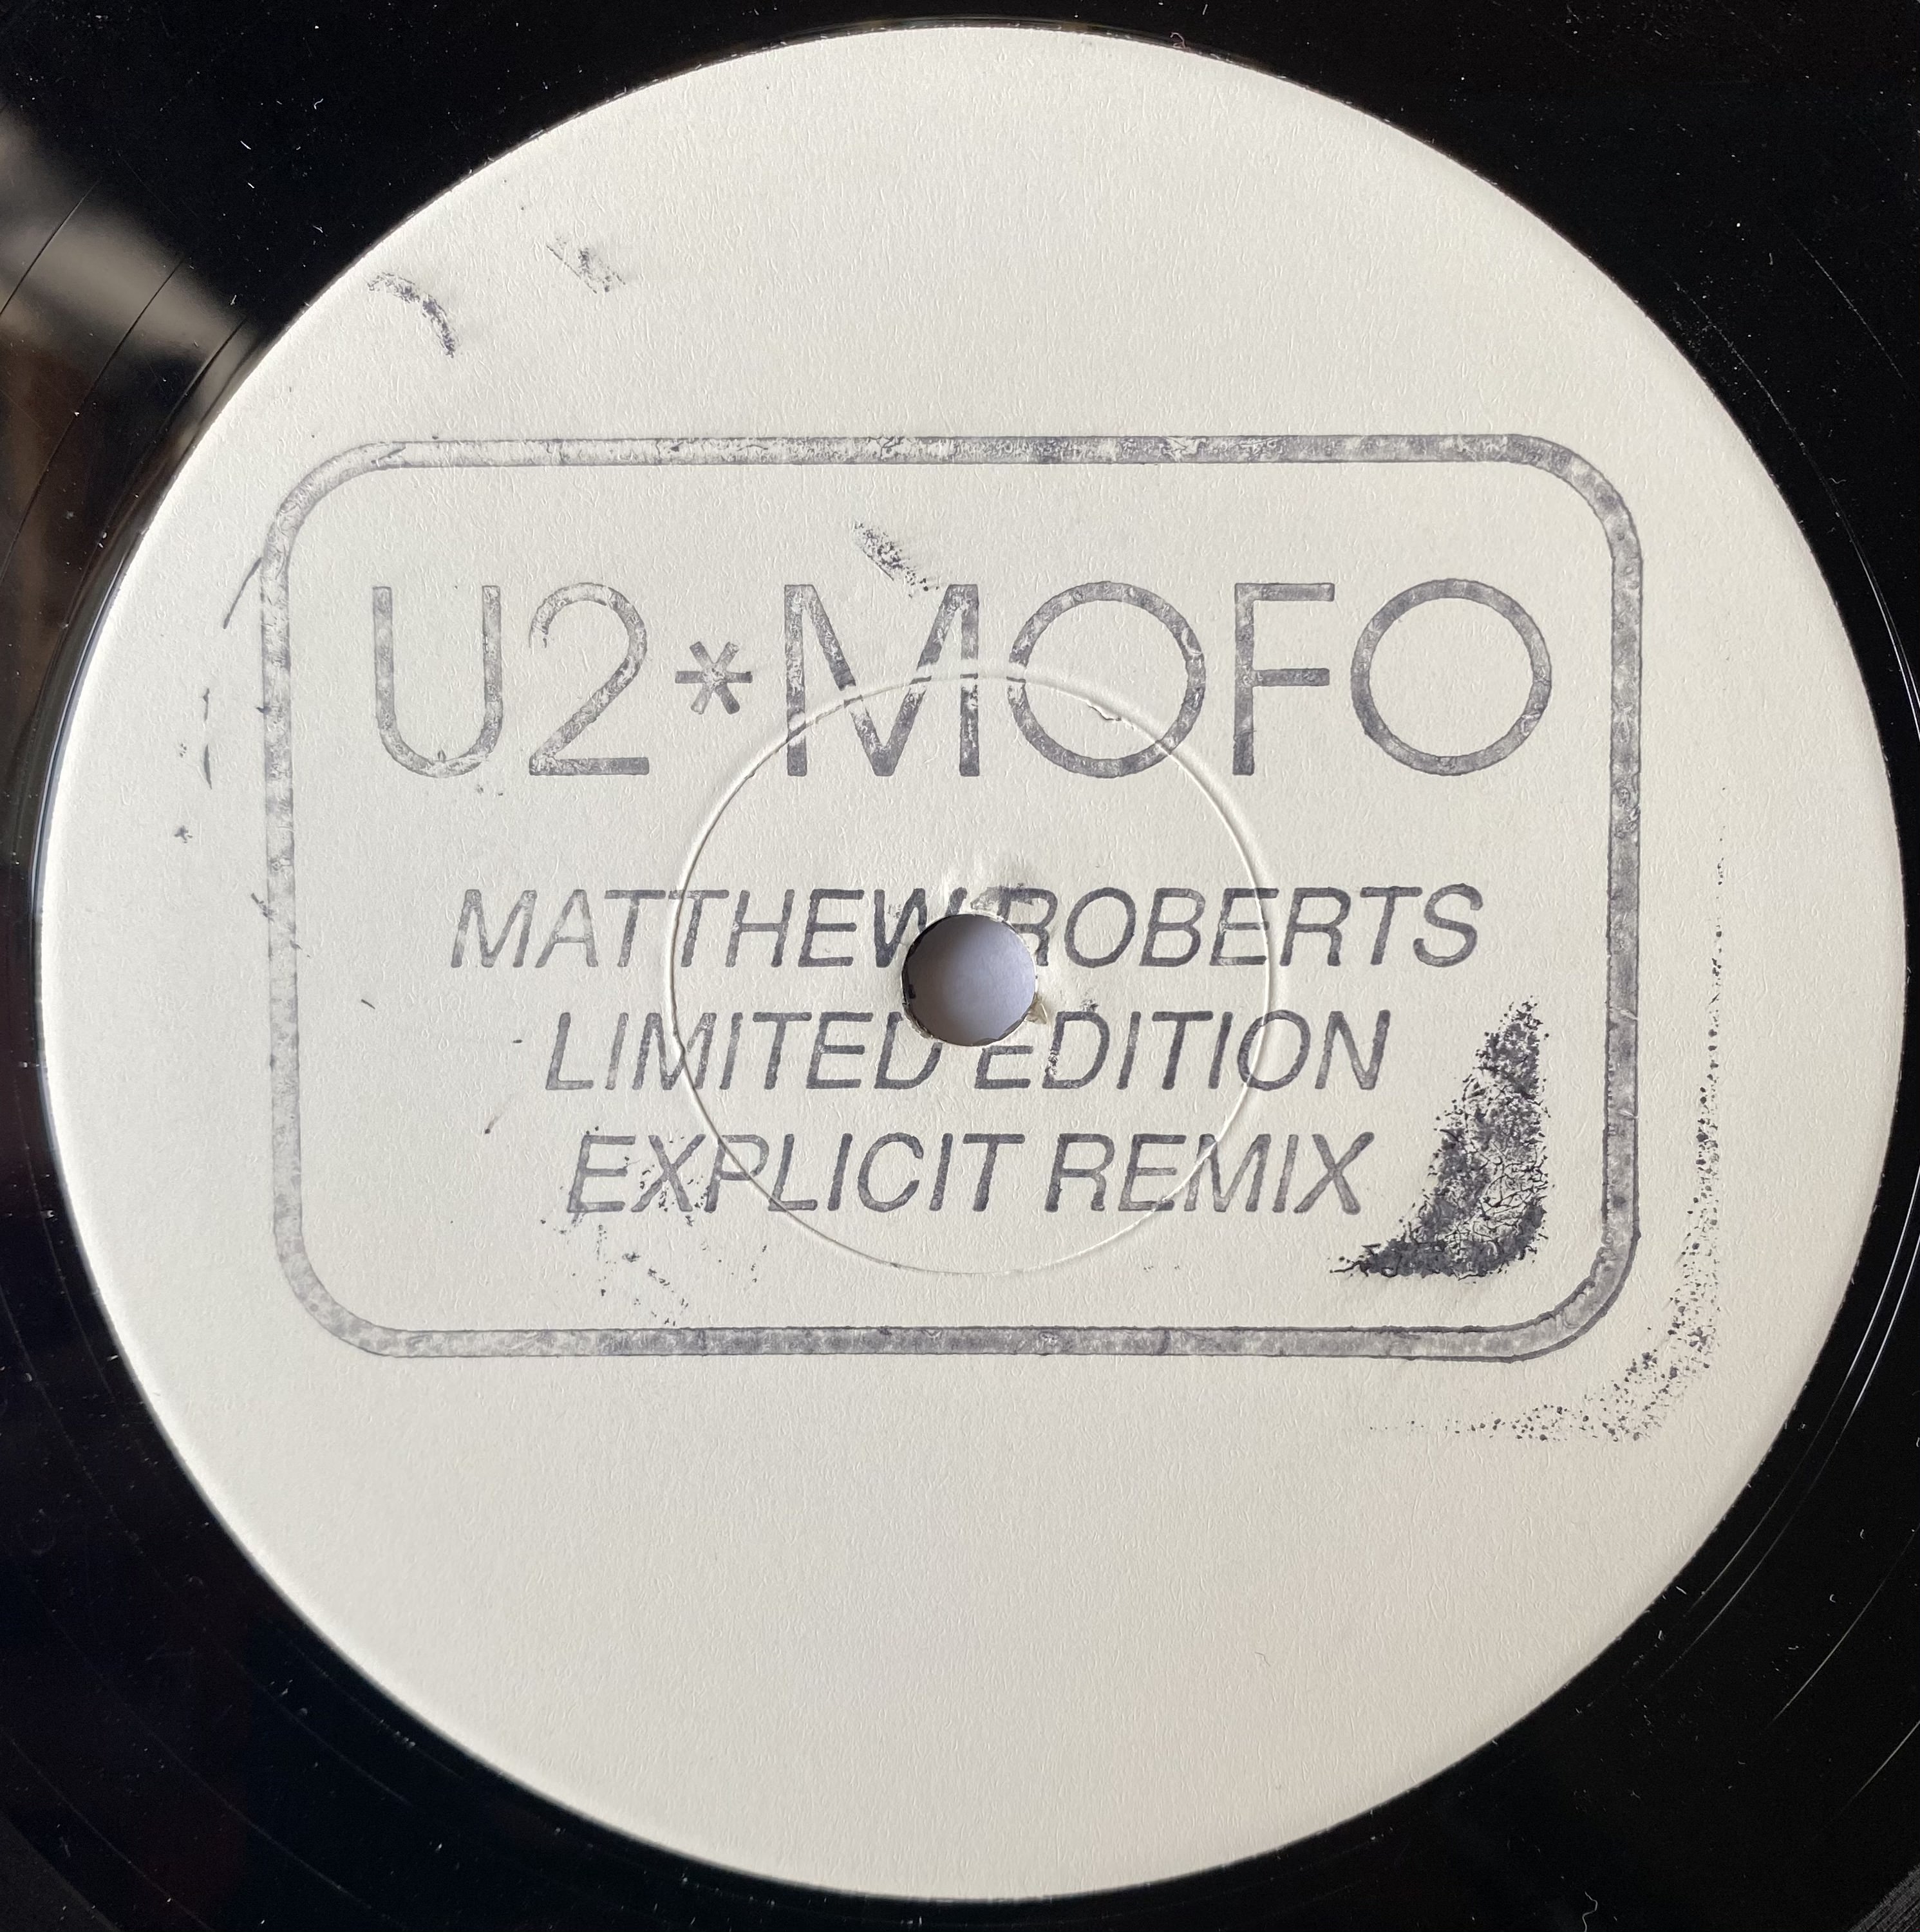 U2*MOFO
MATTHEW ROBERTS
LIMITED EDITION
EXPLICIT REMIX